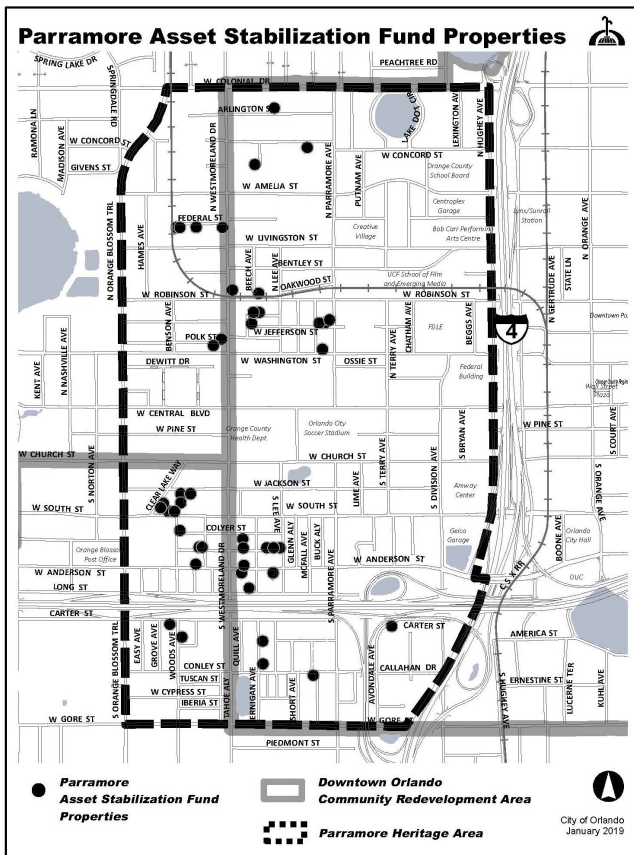 Parramore Asset Stabilization Fund Properties
SPRING LAKE DR
PEACHTREE RD
W COLONIAL DR
SPRINGDALE RD
ARLINGTON ST
LAKE DOT CIR
LEXINGTON AVE
N HUGHEY AVE
RAMONA LN
MADISON AVE
W CONCORD ST
GIVENS ST
N WESTMORELAND DR
N PARRAMORE AVE
PUTNAM AVE
W CONCORD ST
Orange County
School Board
W AMELIA ST
Centroplex
Garage
N ORANGE BLOSSOM TRL
HAMES AVE
FEDERAL ST
W LIVINGSTON ST
Creative
Village
Bob Carr Performing
Arts Centre
Lynx/Sunrail
Station
N ORANGE AVE
BEECH AVE
N LEE AVE
BENTLEY ST
OAKWOOD ST
UCF School of Film
and Emerging Media
N GERTRUDE AVE
STATE LN
W ROBINSON ST
W ROBINSON ST
BENSON AVE
W JEFFERSON ST
CHATHAM AVE
FDLE
BEGGS AVE
4
Downtown Po
POLK ST
KENT AVE
N NASHVILLE AVE
DEWITT DR
W WASHINGTON ST
OSSIE ST
N TERRY AVE
Federal
Building
Wall Street
Plaza
W CENTRAL BLVD
W PINE ST
Orange County
Health Dept
Orlando City
Soccer Stadium
S BRYAN AVE
W PINE ST
S COURT AVE
W CHURCH ST
W CHURCH ST
S NORTON AVE
CLEAR LAKE WAY
W JACKSON ST
LIME AVE
S TERRY AVE
S DIVISION AVE
Amway
Center
S ORANGE AVE
W SOUTH ST
W SOUTH ST
COLYER ST
S LEE AVE
GLENN ALY
MCFALL AVE
BUCK ALY
Geico
Garage
BOONE AVE
Orlando
City Hall
Orange Blosso
Post Office
W ANDERSON ST
W ANDERSON ST
LONG ST
S WESTMORELAND DR
S PARRAMORE AVE
C S X RR
OUC
CARTER ST
CARTER ST
AMERICA ST
S ORANGE BLOSSOM TRL
EASY AVE
GROVE AVE
WOODS AVE
CONLEY ST
TUSCAN ST
W CYPRESS ST
IBERIA ST
TAHOE ALY
QUILL AVE
SHORT AVE
AVONDALE AVE
CALLAHAN DR
S HUGHEY AVE
ERNESTINE ST
LUCERNE TER
KUHL AVE
W GORE ST
W GORE ST
PIEDMONT ST
Parramore
Asset Stabilization Fund
Properties
Downtown Orlando
Community Redevelopment Area
Parramore Heritage Area
City of Orlando
January 2019